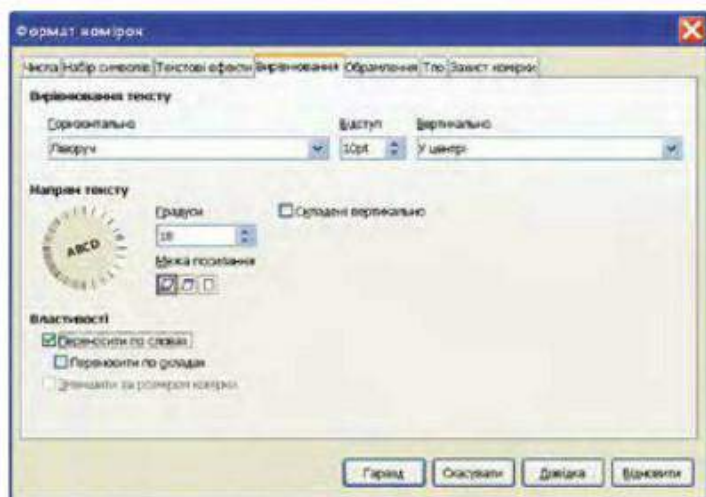 Формат комірок
Числа Набір символів Текстові ефекти Вирівнювання Обрамлення Тло Захист комірки
Вирівнювання тексту
Горизонтально Відступ Вертикально
Ліворуч 10pt У центрі
Напрям тексту
Градуси Складені вертикально
ABCD 18
Межа посилання
Властивості
Переносити по словах
Переносити по складах
Зменшити за розміром комірки
Гаразд Скасувати Довідка Відновити